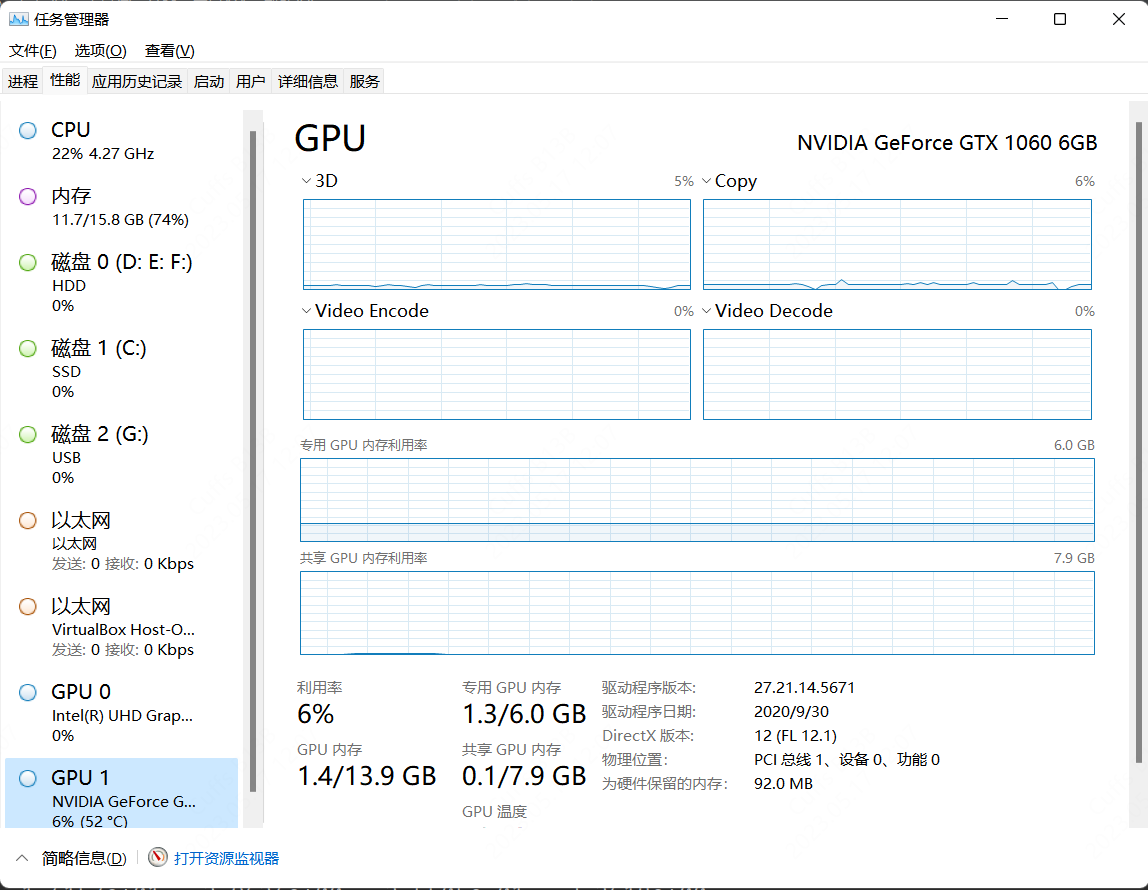 任务管理器
文件(F) 选项(O) 查看(V)
进程 性能 应用历史记录 启动 用户 详细信息 服务
CPU
22% 4.27 GHz
内存
11.7/15.8 GB (74%)
磁盘 0 (D: E: F:)
HDD
0%
磁盘 1 (C:)
SSD
0%
磁盘 2 (G:)
USB
0%
以太网
以太网
发送: 0 接收: 0 Kbps
以太网
VirtualBox Host-O...
发送: 0 接收: 0 Kbps
GPU 0
Intel(R) UHD Grap...
0%
GPU 1
NVIDIA GeForce G...
6% (52 °C)
GPU
NVIDIA GeForce GTX 1060 6GB
3D 5%
Copy 6%
Video Encode 0%
Video Decode 0%
专用 GPU 内存利用率 6.0 GB
共享 GPU 内存利用率 7.9 GB
利用率
6%
GPU 内存
1.4/13.9 GB
专用 GPU 内存
1.3/6.0 GB
共享 GPU 内存
0.1/7.9 GB
GPU 温度
驱动程序版本: 27.21.14.5671
驱动程序日期: 2020/9/30
DirectX 版本: 12 (FL 12.1)
物理位置: PCI 总线 1、设备 0、功能 0
为硬件保留的内存: 92.0 MB
简略信息(D)
打开资源监视器